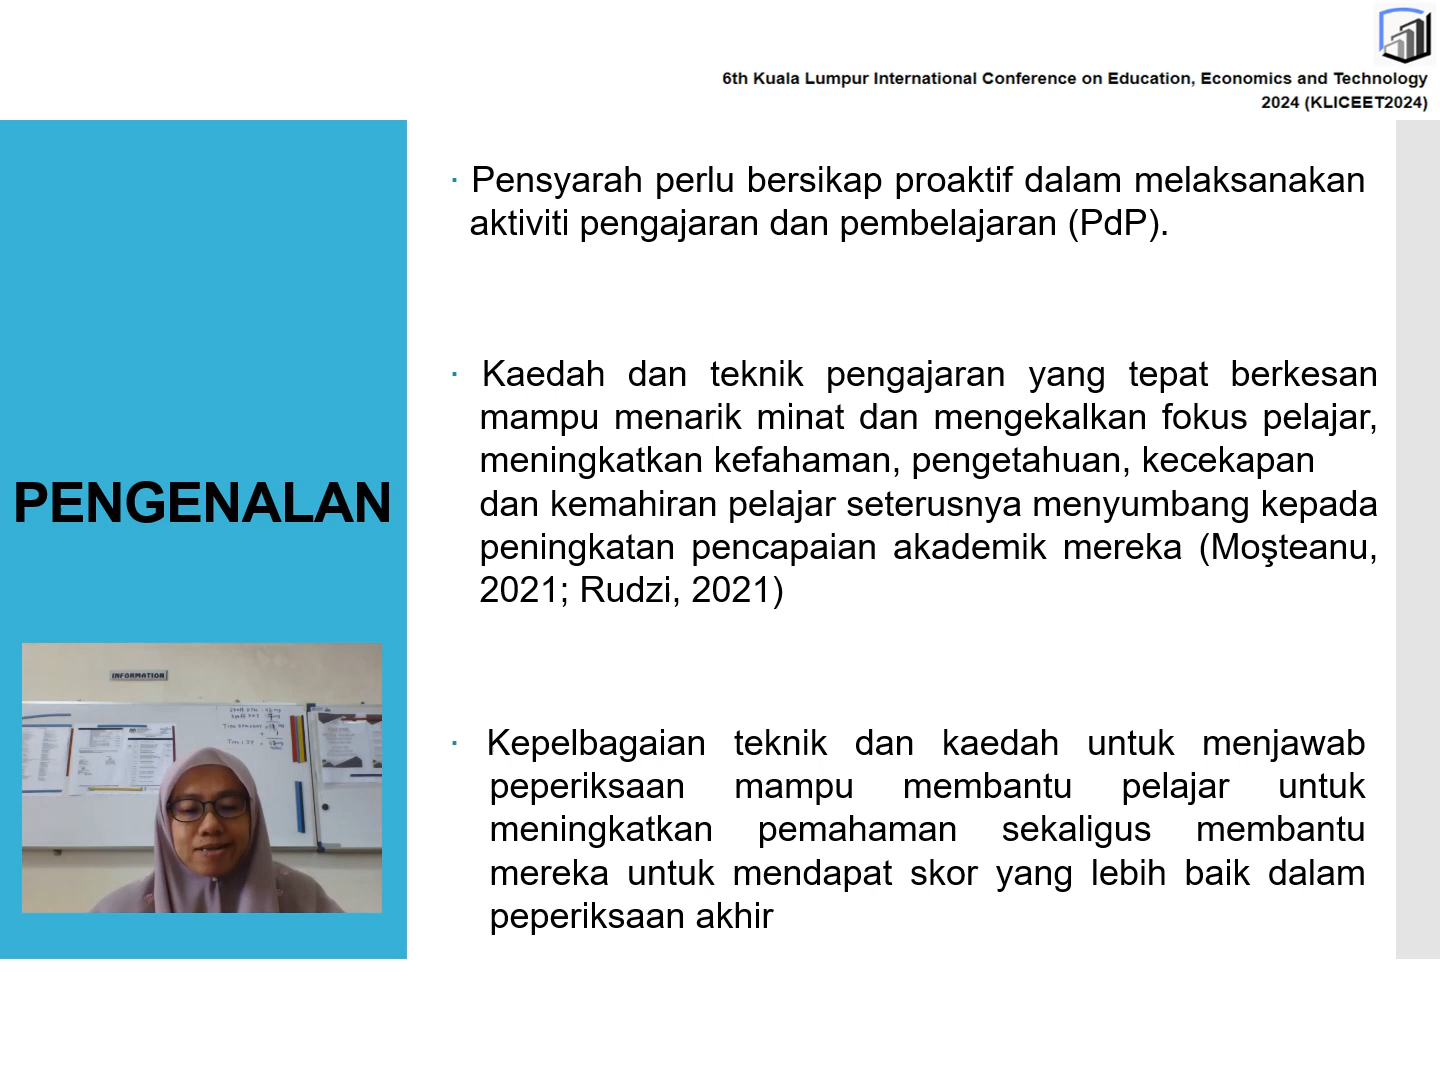 6th Kuala Lumpur International Conference on Education, Economics and Technology
2024 (KLICEET2024)
· Pensyarah perlu bersikap proaktif dalam melaksanakan
aktiviti pengajaran dan pembelajaran (PdP).
· Kaedah dan teknik pengajaran yang tepat berkesan
mampu menarik minat dan mengekalkan fokus pelajar,
meningkatkan kefahaman, pengetahuan, kecekapan
dan kemahiran pelajar seterusnya menyumbang kepada
peningkatan pencapaian akademik mereka (Moşteanu,
2021; Rudzi, 2021)
· Kepelbagaian teknik dan kaedah untuk menjawab
peperiksaan mampu membantu pelajar untuk
meningkatkan pemahaman sekaligus membantu
mereka untuk mendapat skor yang lebih baik dalam
peperiksaan akhir
PENGENALAN
INFORMATION